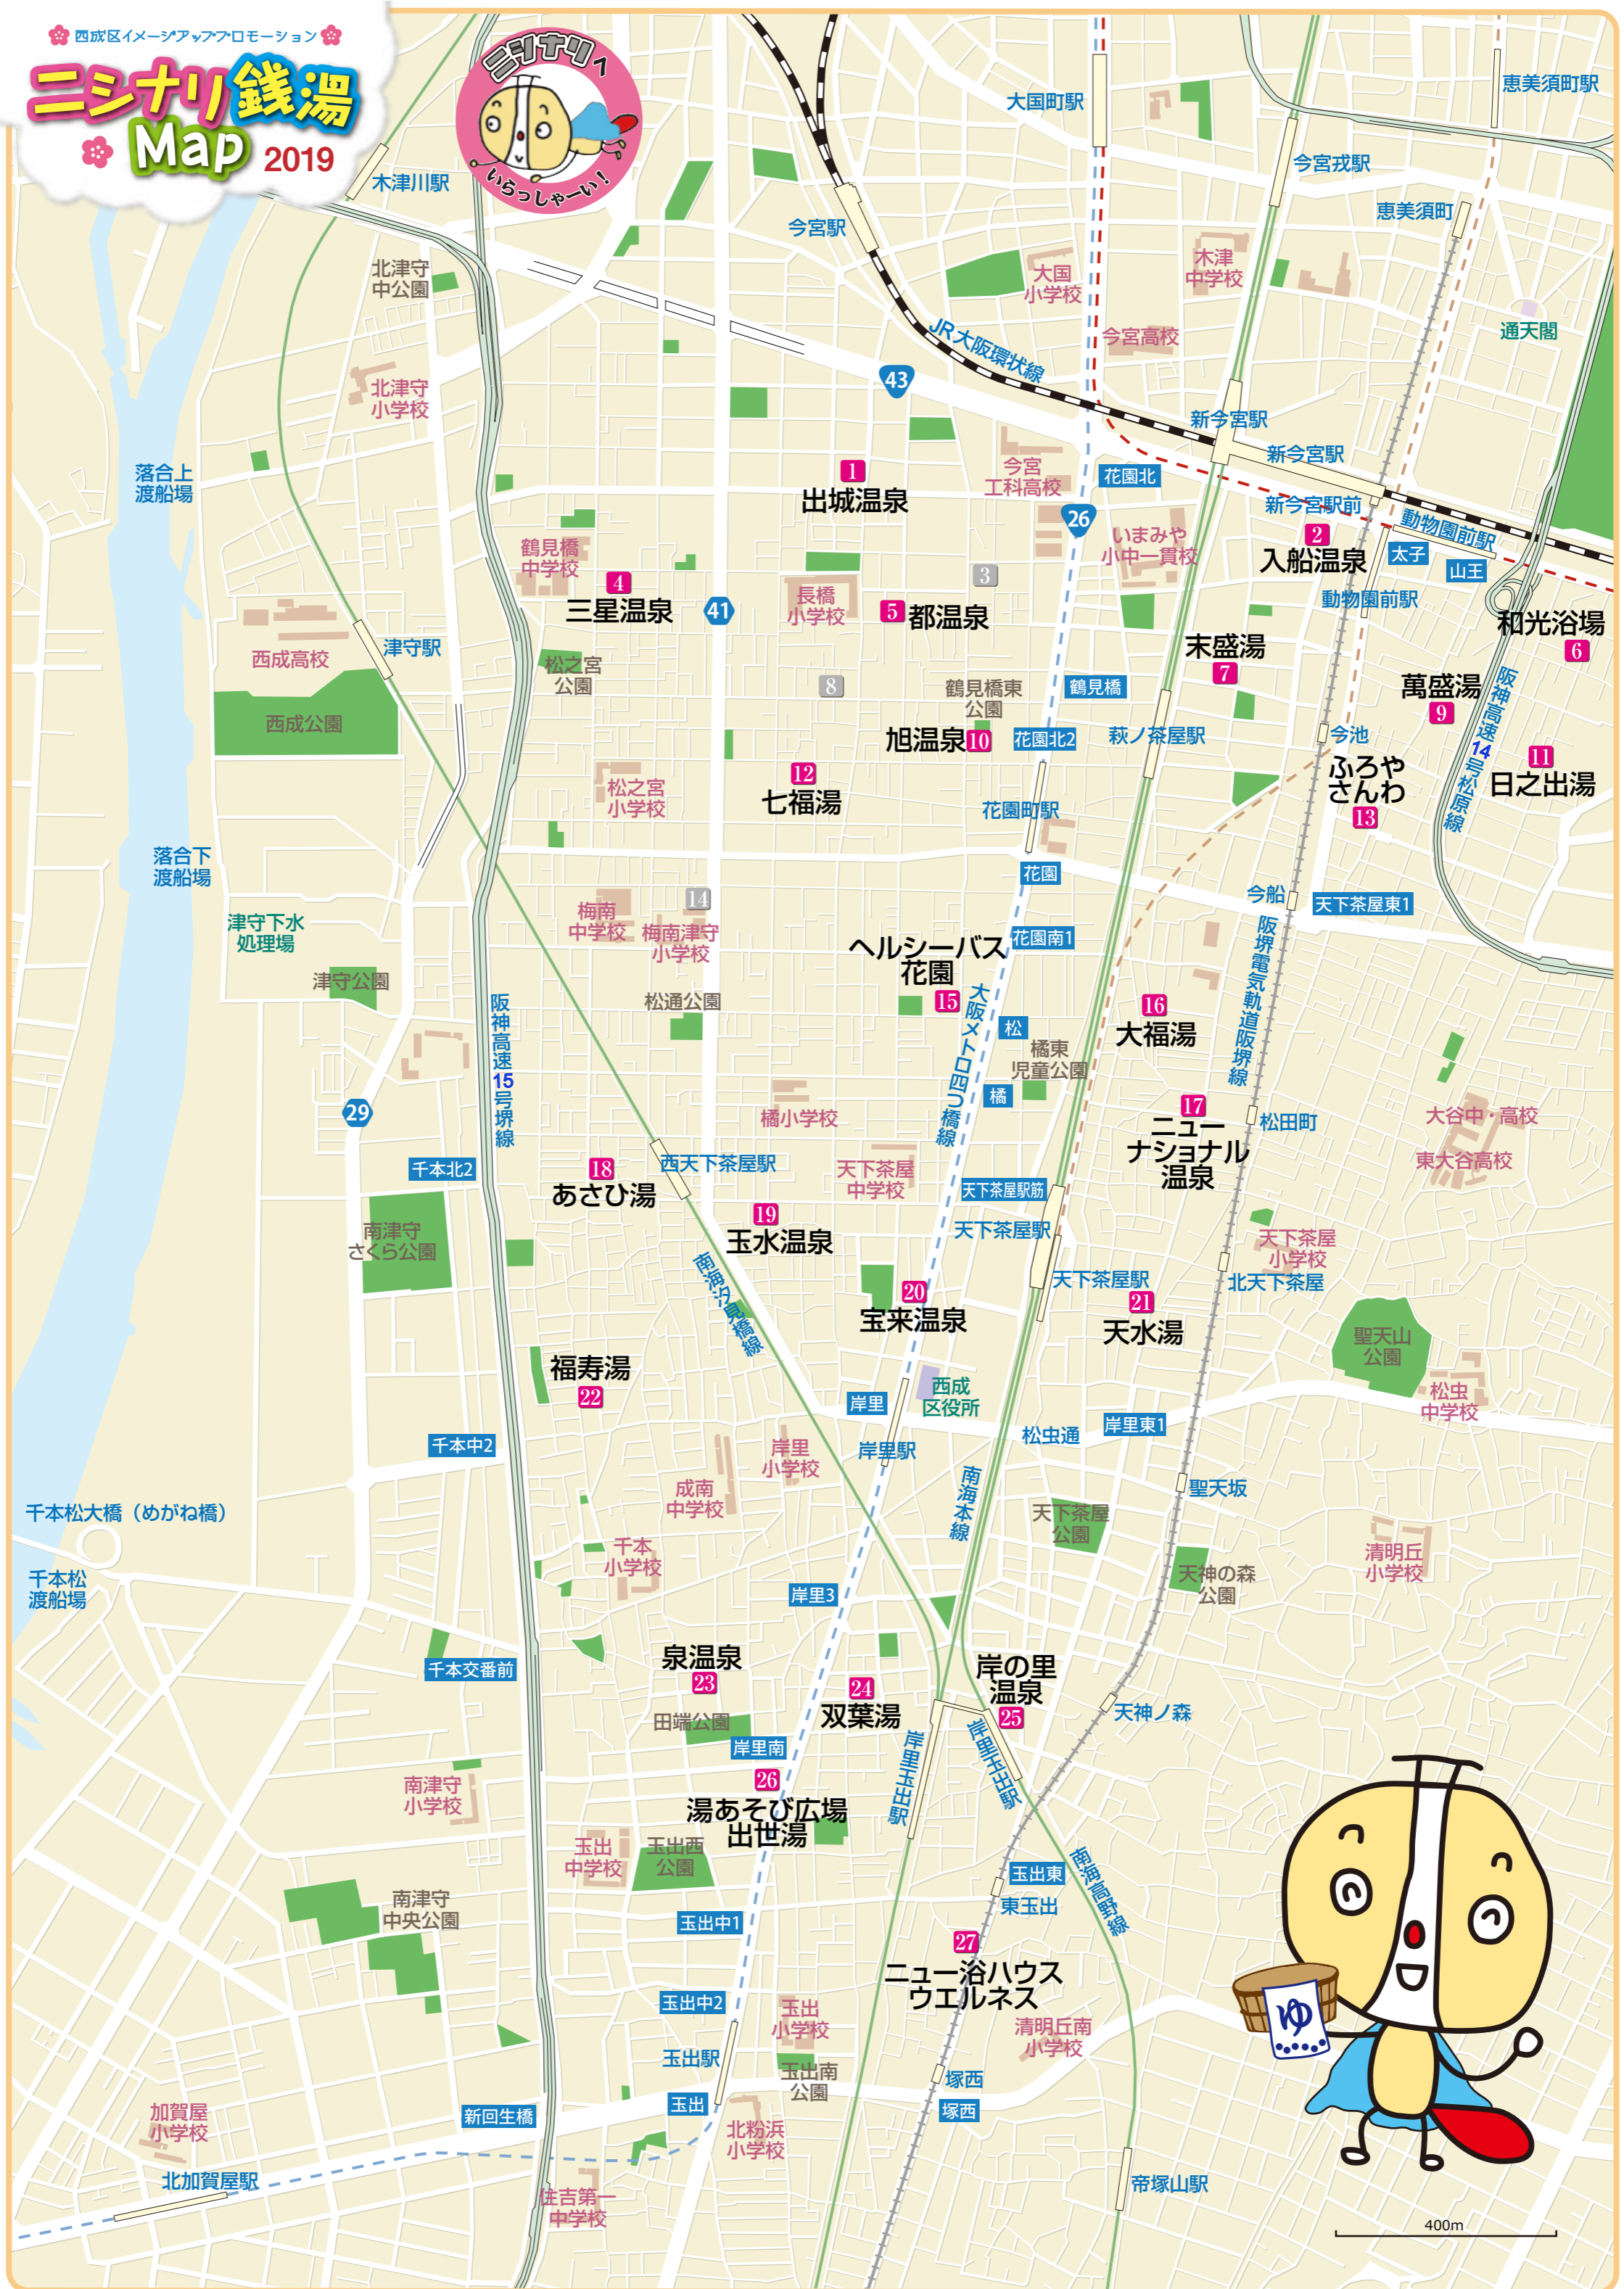 西成区イメージアッププロモーション
ニシナリ銭湯
Map 2019
ニシナリへ
いらっしゃーい！
大国町駅
恵美須町駅
木津川駅
今宮戎駅
恵美須町
今宮駅
北津守
中公園
大国
小学校
木津
中学校
通天閣
今宮高校
JR大阪環状線
43
北津守
小学校
新今宮駅
新今宮駅
落合上
渡船場
1
出城温泉
今宮
工科高校
花園北
新今宮駅前
26
動物園前駅
2
入船温泉
太子
山王
いまみや
小中一貫校
鶴見橋
中学校
3
4
三星温泉
41
長橋
小学校
5 都温泉
動物園前駅
和光浴場
6
西成高校
津守駅
末盛湯
7
松之宮
公園
8
鶴見橋東
公園
鶴見橋
萬盛湯
9
阪神高速14号松原線
西成公園
旭温泉 10
花園北2
萩ノ茶屋駅
今池
11
日之出湯
12
七福湯
松之宮
小学校
ふろや
さんわ
13
花園町駅
落合下
渡船場
花園
今船
天下茶屋東1
14
梅南
中学校
梅南津守
小学校
津守下水
処理場
ヘルシーバス
花園
15
花園南1
阪堺電気軌道阪堺線
津守公園
松通公園
大阪メトロ四つ橋線
16
大福湯
松
橘東
児童公園
阪神高速15号堺線
橘
29
橘小学校
17
ニュー
ナショナル
温泉
松田町
大谷中・高校
東大谷高校
千本北2
18
あさひ湯
西天下茶屋駅
天下茶屋
中学校
天下茶屋駅筋
19
玉水温泉
天下茶屋駅
南津守
さくら公園
天下茶屋
小学校
南海汐見橋線
天下茶屋駅
北天下茶屋
20
宝来温泉
21
天水湯
聖天山
公園
福寿湯
22
西成
区役所
岸里
松虫
中学校
松虫通
岸里東1
千本中2
岸里
小学校
岸里駅
成南
中学校
南海本線
聖天坂
千本松大橋（めがね橋）
天下茶屋
公園
千本
小学校
清明丘
小学校
千本松
渡船場
天神の森
公園
岸里3
千本交番前
泉温泉
23
24
双葉湯
岸の里
温泉
25
田端公園
天神ノ森
岸里南
岸里玉出駅
岸里玉出駅
南津守
小学校
26
湯あそび広場
出世湯
玉出
中学校
玉出西
公園
玉出東
南海高野線
東玉出
南津守
中央公園
玉出中1
27
ニュー浴ハウス
ウエルネス
玉出中2
玉出
小学校
清明丘南
小学校
ゆ
玉出駅
玉出南
公園
塚西
塚西
玉出
新回生橋
加賀屋
小学校
北粉浜
小学校
北加賀屋駅
帝塚山駅
住吉第一
中学校
400m